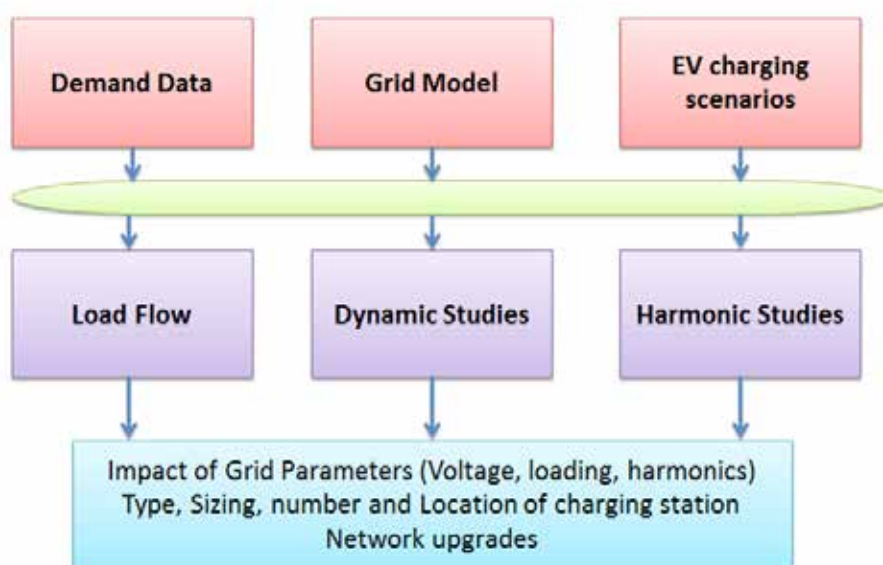 Demand Data
Grid Model
EV charging
scenarios
Load Flow
Dynamic Studies
Harmonic Studies
Impact of Grid Parameters (Voltage, loading, harmonics)
Type, Sizing, number and Location of charging station
Network upgrades